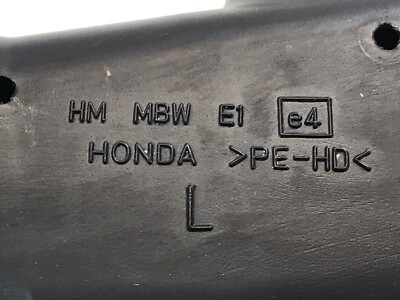 HM MBW E1 e4
HONDA >PE-HD<
L